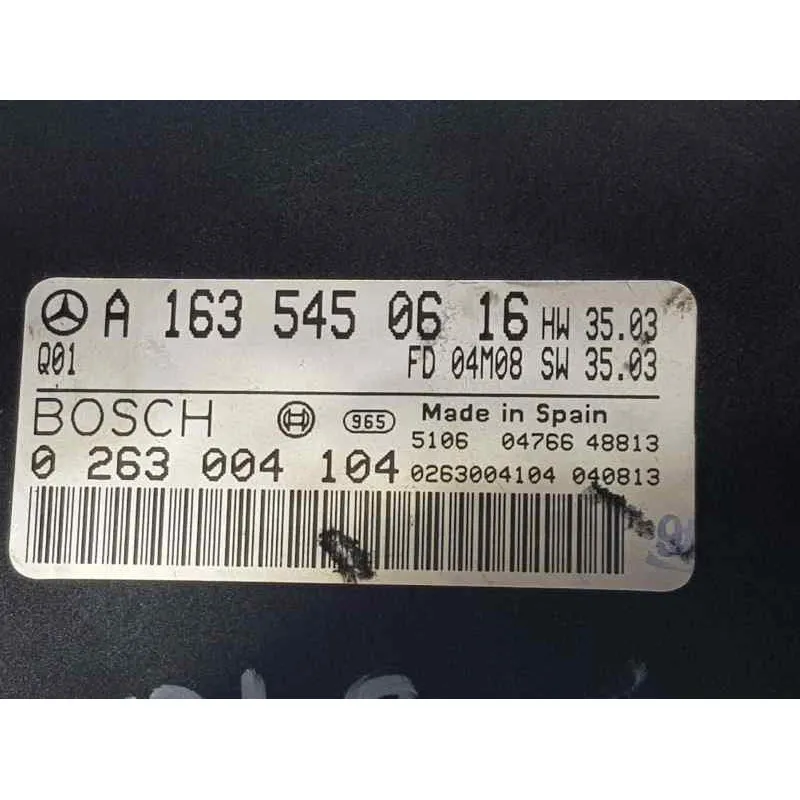 A 163 545 06 16 HW 35.03
Q01 FD 04M08 SW 35.03
BOSCH 965 Made in Spain
5106 04766 48813
0 263 004 104 0263004104 040813